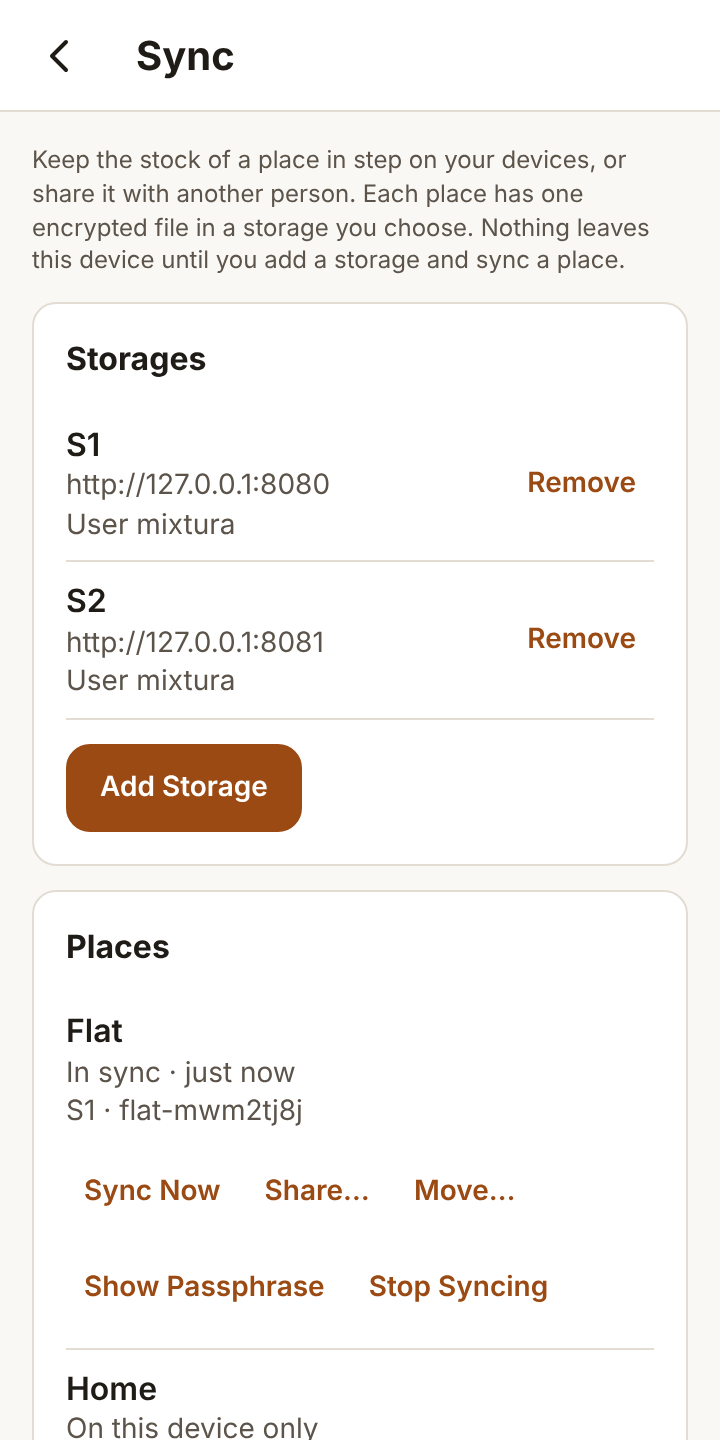 Sync
Keep the stock of a place in step on your devices, or
share it with another person. Each place has one
encrypted file in a storage you choose. Nothing leaves
this device until you add a storage and sync a place.
Storages
S1
http://127.0.0.1:8080
User mixtura
Remove
S2
http://127.0.0.1:8081
User mixtura
Remove
Add Storage
Places
Flat
In sync · just now
S1 · flat-mwm2tj8j
Sync Now Share... Move...
Show Passphrase Stop Syncing
Home
On this device only